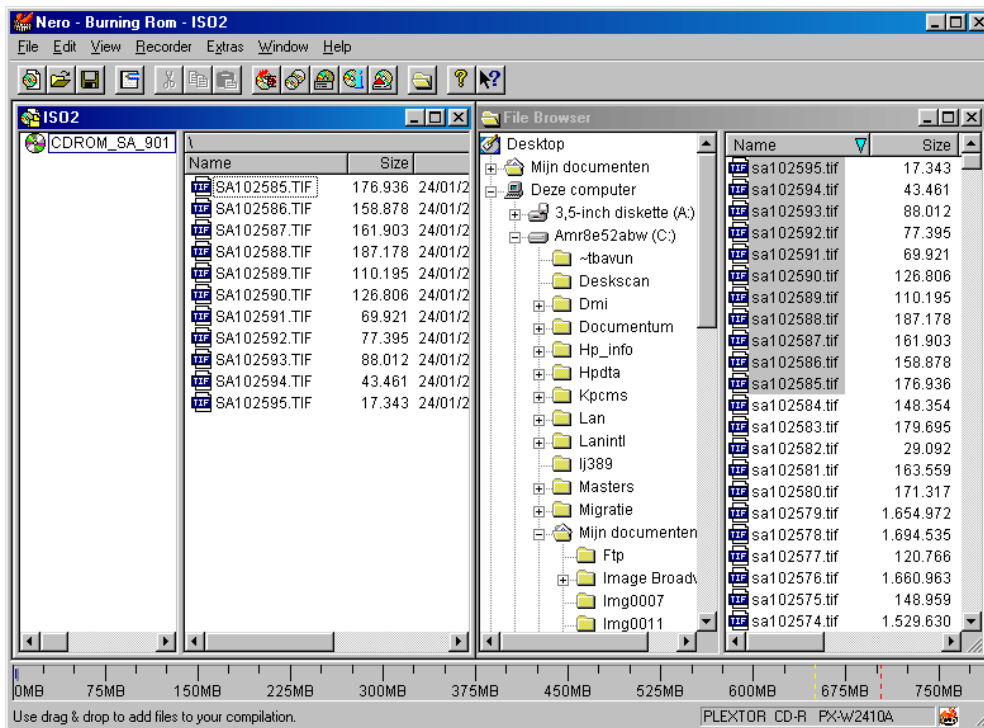 Nero - Burning Rom - ISO2
File Edit View Recorder Extras Window Help
ISO2
CDROM_SA_901
\
Name Size
SA102585.TIF 176.936 24/01/2
SA102586.TIF 158.878 24/01/2
SA102587.TIF 161.903 24/01/2
SA102588.TIF 187.178 24/01/2
SA102589.TIF 110.195 24/01/2
SA102590.TIF 126.806 24/01/2
SA102591.TIF 69.921 24/01/2
SA102592.TIF 77.395 24/01/2
SA102593.TIF 88.012 24/01/2
SA102594.TIF 43.461 24/01/2
SA102595.TIF 17.343 24/01/2
File Browser
Desktop
Mijn documenten
Deze computer
3,5-inch diskette (A:)
Amr8e52abw (C:)
~tbavun
Deskscan
Dmi
Documentum
Hp_info
Hpdta
Kpcms
Lan
Lanintl
lj389
Masters
Migratie
Mijn documenten
Ftp
Image Broadv
Img0007
Img0011
Name Size
sa102595.tif 17.343
sa102594.tif 43.461
sa102593.tif 88.012
sa102592.tif 77.395
sa102591.tif 69.921
sa102590.tif 126.806
sa102589.tif 110.195
sa102588.tif 187.178
sa102587.tif 161.903
sa102586.tif 158.878
sa102585.tif 176.936
sa102584.tif 148.354
sa102583.tif 179.695
sa102582.tif 29.092
sa102581.tif 163.559
sa102580.tif 171.317
sa102579.tif 1.654.972
sa102578.tif 1.694.535
sa102577.tif 120.766
sa102576.tif 1.660.963
sa102575.tif 148.959
sa102574.tif 1.529.630
0MB 75MB 150MB 225MB 300MB 375MB 450MB 525MB 600MB 675MB 750MB
Use drag & drop to add files to your compilation.
PLEXTOR CD-R PX-W2410A